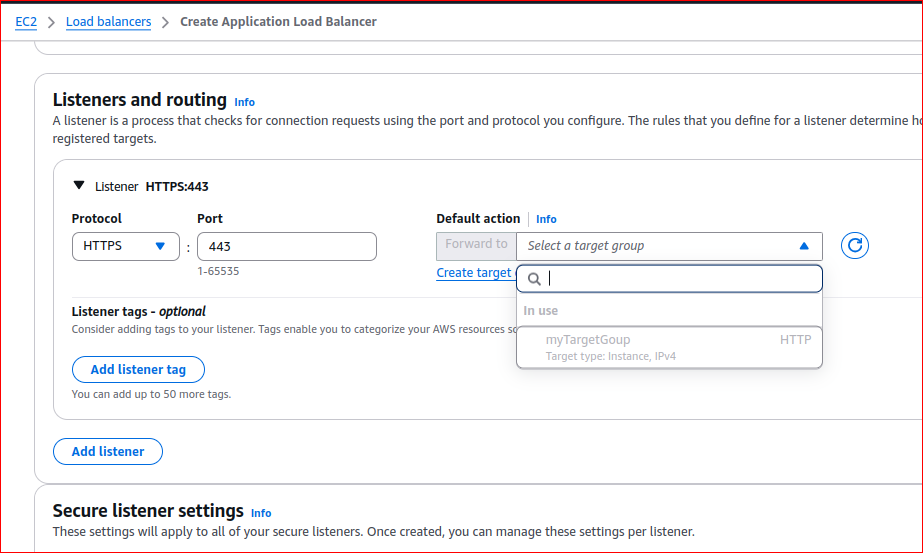 EC2 > Load balancers > Create Application Load Balancer
Listeners and routing Info
A listener is a process that checks for connection requests using the port and protocol you configure. The rules that you define for a listener determine
registered targets.
Listener HTTPS:443
Protocol Port Default action Info
HTTPS : 443 Forward to Select a target group
1-65535 Create target
In use
Listener tags - optional
Consider adding tags to your listener. Tags enable you to categorize your AWS resources
myTargetGoup HTTP
Target type: Instance, IPv4
Add listener tag
You can add up to 50 more tags.
Add listener
Secure listener settings Info
These settings will apply to all of your secure listeners. Once created, you can manage these settings per listener.